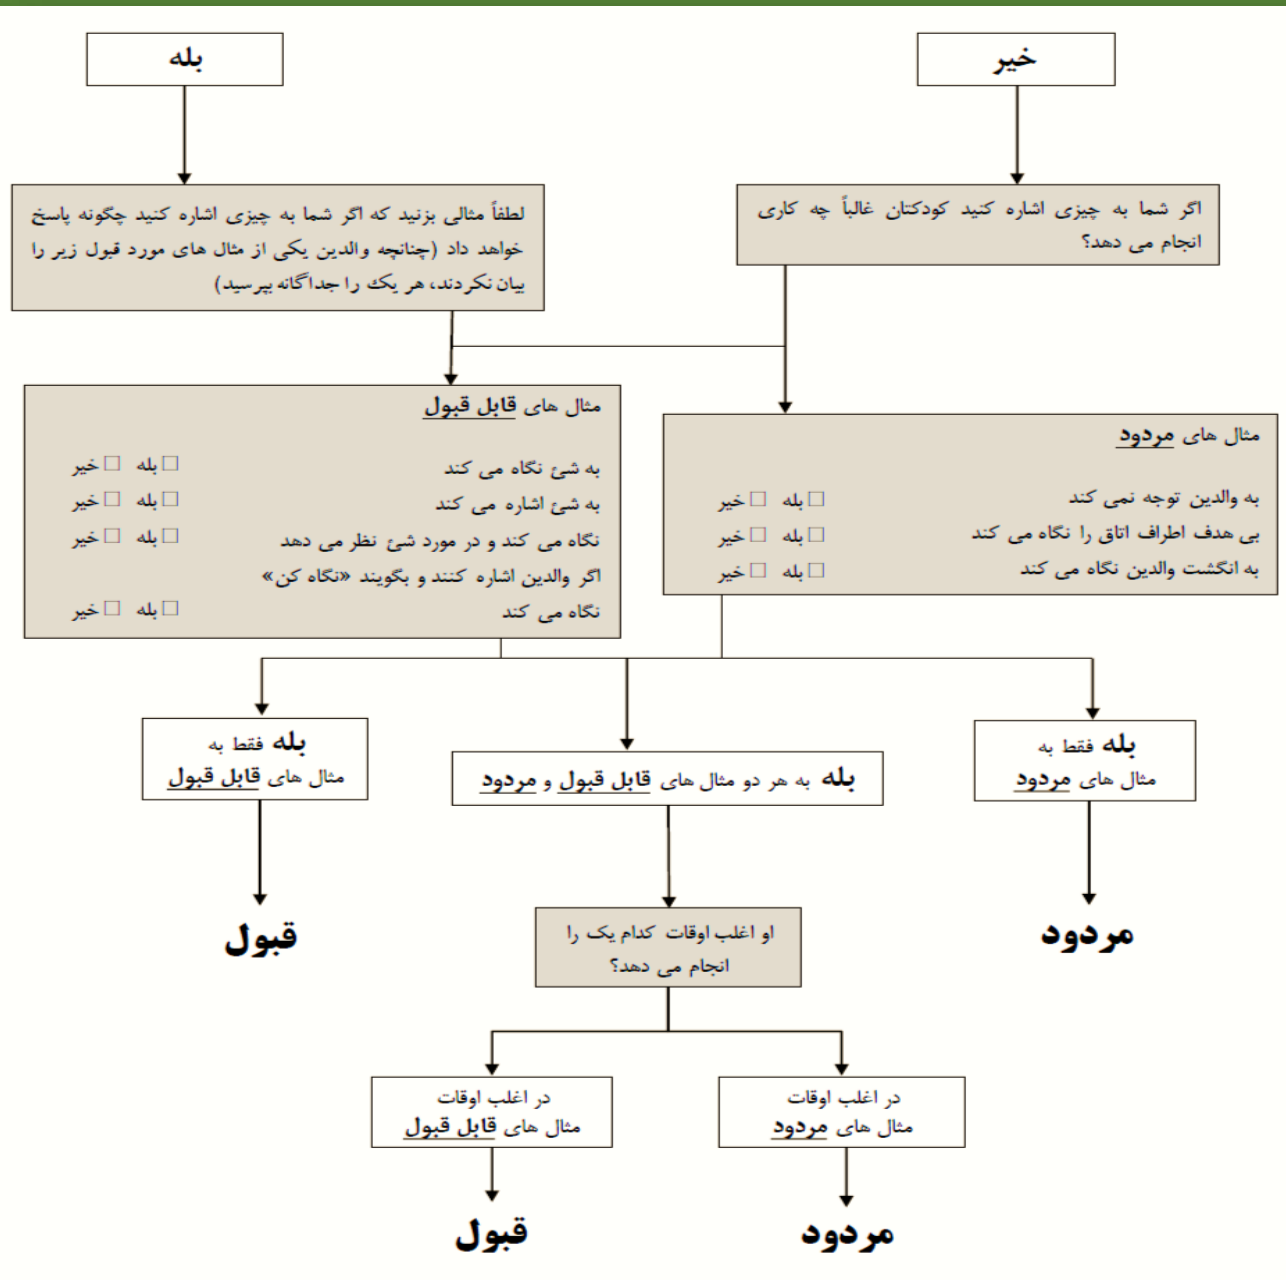 خیر
بله
اگر شما به چیزی اشاره کنید کودکتان غالباً چه کاری
انجام می دهد؟
لطفاً مثالی بزنید که اگر شما به چیزی اشاره کنید چگونه پاسخ
خواهد داد (چنانچه والدین یکی از مثال های مورد قبول زیر را
بیان نکردند، هر یک را جداگانه بپرسید)
مثال های مردود
به والدین توجه نمی کند □ بله □ خیر
بی هدف اطراف اتاق را نگاه می کند □ بله □ خیر
به انگشت والدین نگاه می کند □ بله □ خیر
مثال های قابل قبول
به شئ نگاه می کند □ بله □ خیر
به شئ اشاره می کند □ بله □ خیر
نگاه می کند و در مورد شئ نظر می دهد □ بله □ خیر
اگر والدین اشاره کنند و بگویند «نگاه کن»
نگاه می کند □ بله □ خیر
بله فقط به
مثال های مردود
بله به هر دو مثال های قابل قبول و مردود
بله فقط به
مثال های قابل قبول
مردود
قبول
او اغلب اوقات کدام یک را
انجام می دهد؟
در اغلب اوقات
مثال های مردود
در اغلب اوقات
مثال های قابل قبول
مردود
قبول